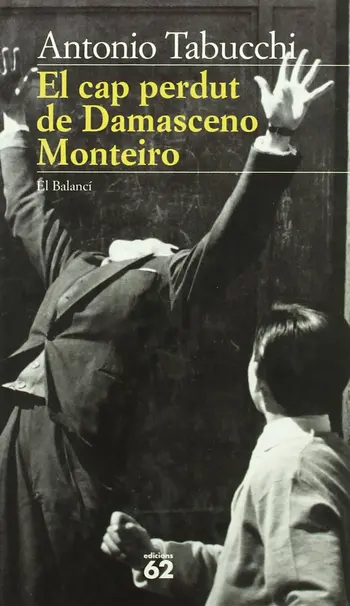 Antonio Tabucchi
El cap perdut
de Damasceno
Monteiro
El Balancí
edicions
62